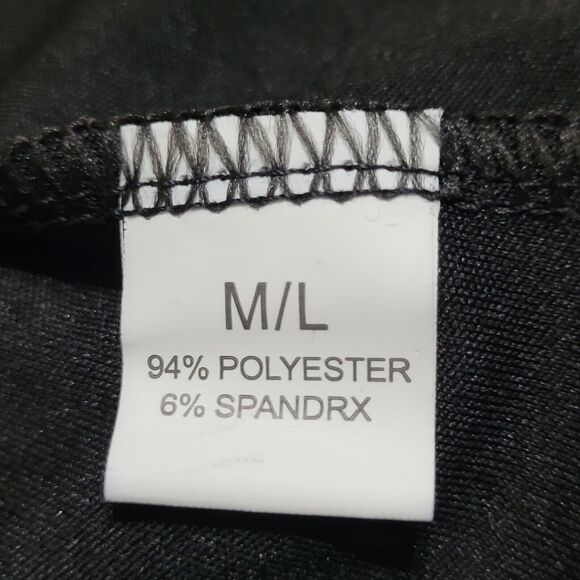 M/L
94% POLYESTER
6% SPANDRX